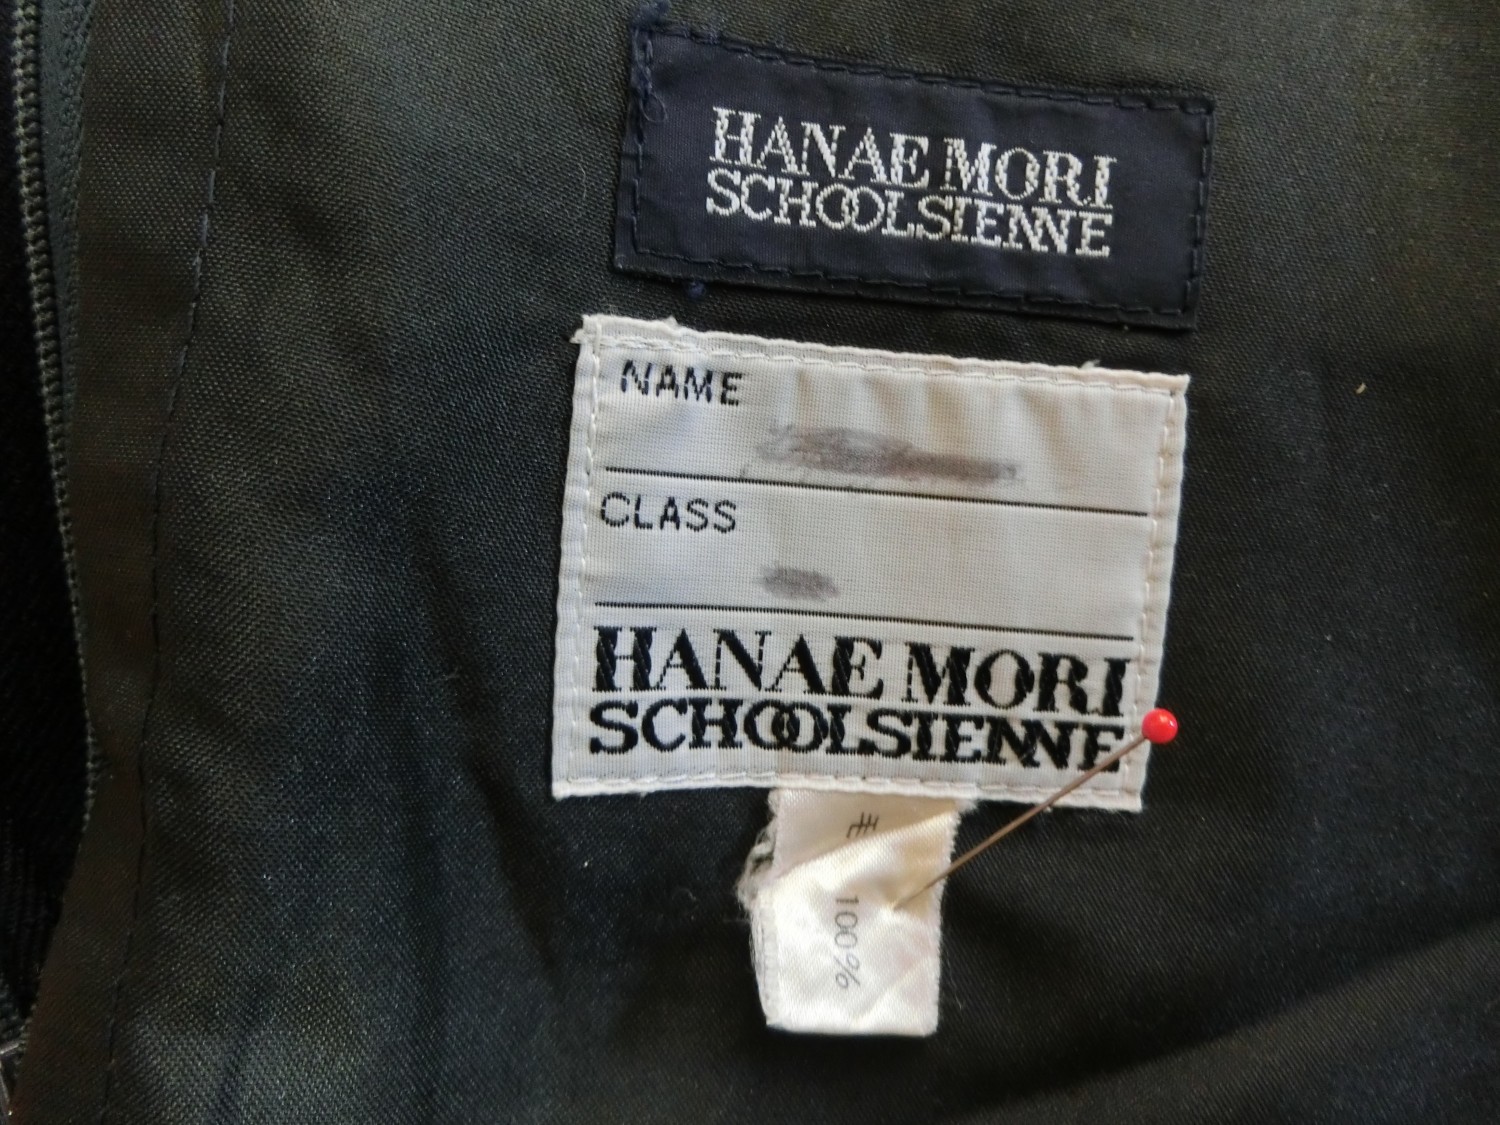 HANAE MORI
SCHOOLSIENNE
NAME
CLASS
HANAE MORI
SCHOOLSIENNE
毛 100%